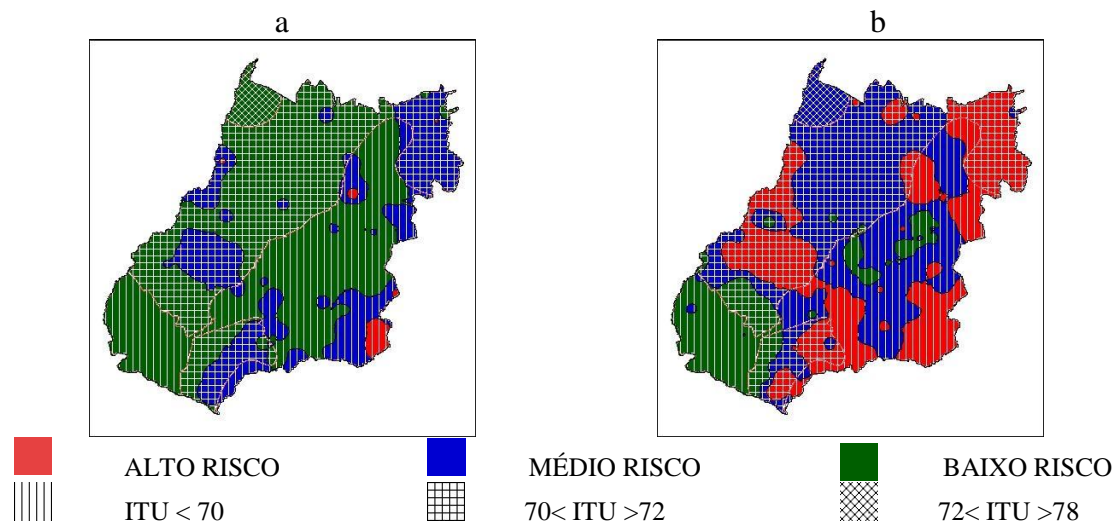 a b
ALTO RISCO MÉDIO RISCO BAIXO RISCO
ITU < 70 70< ITU >72 72< ITU >78